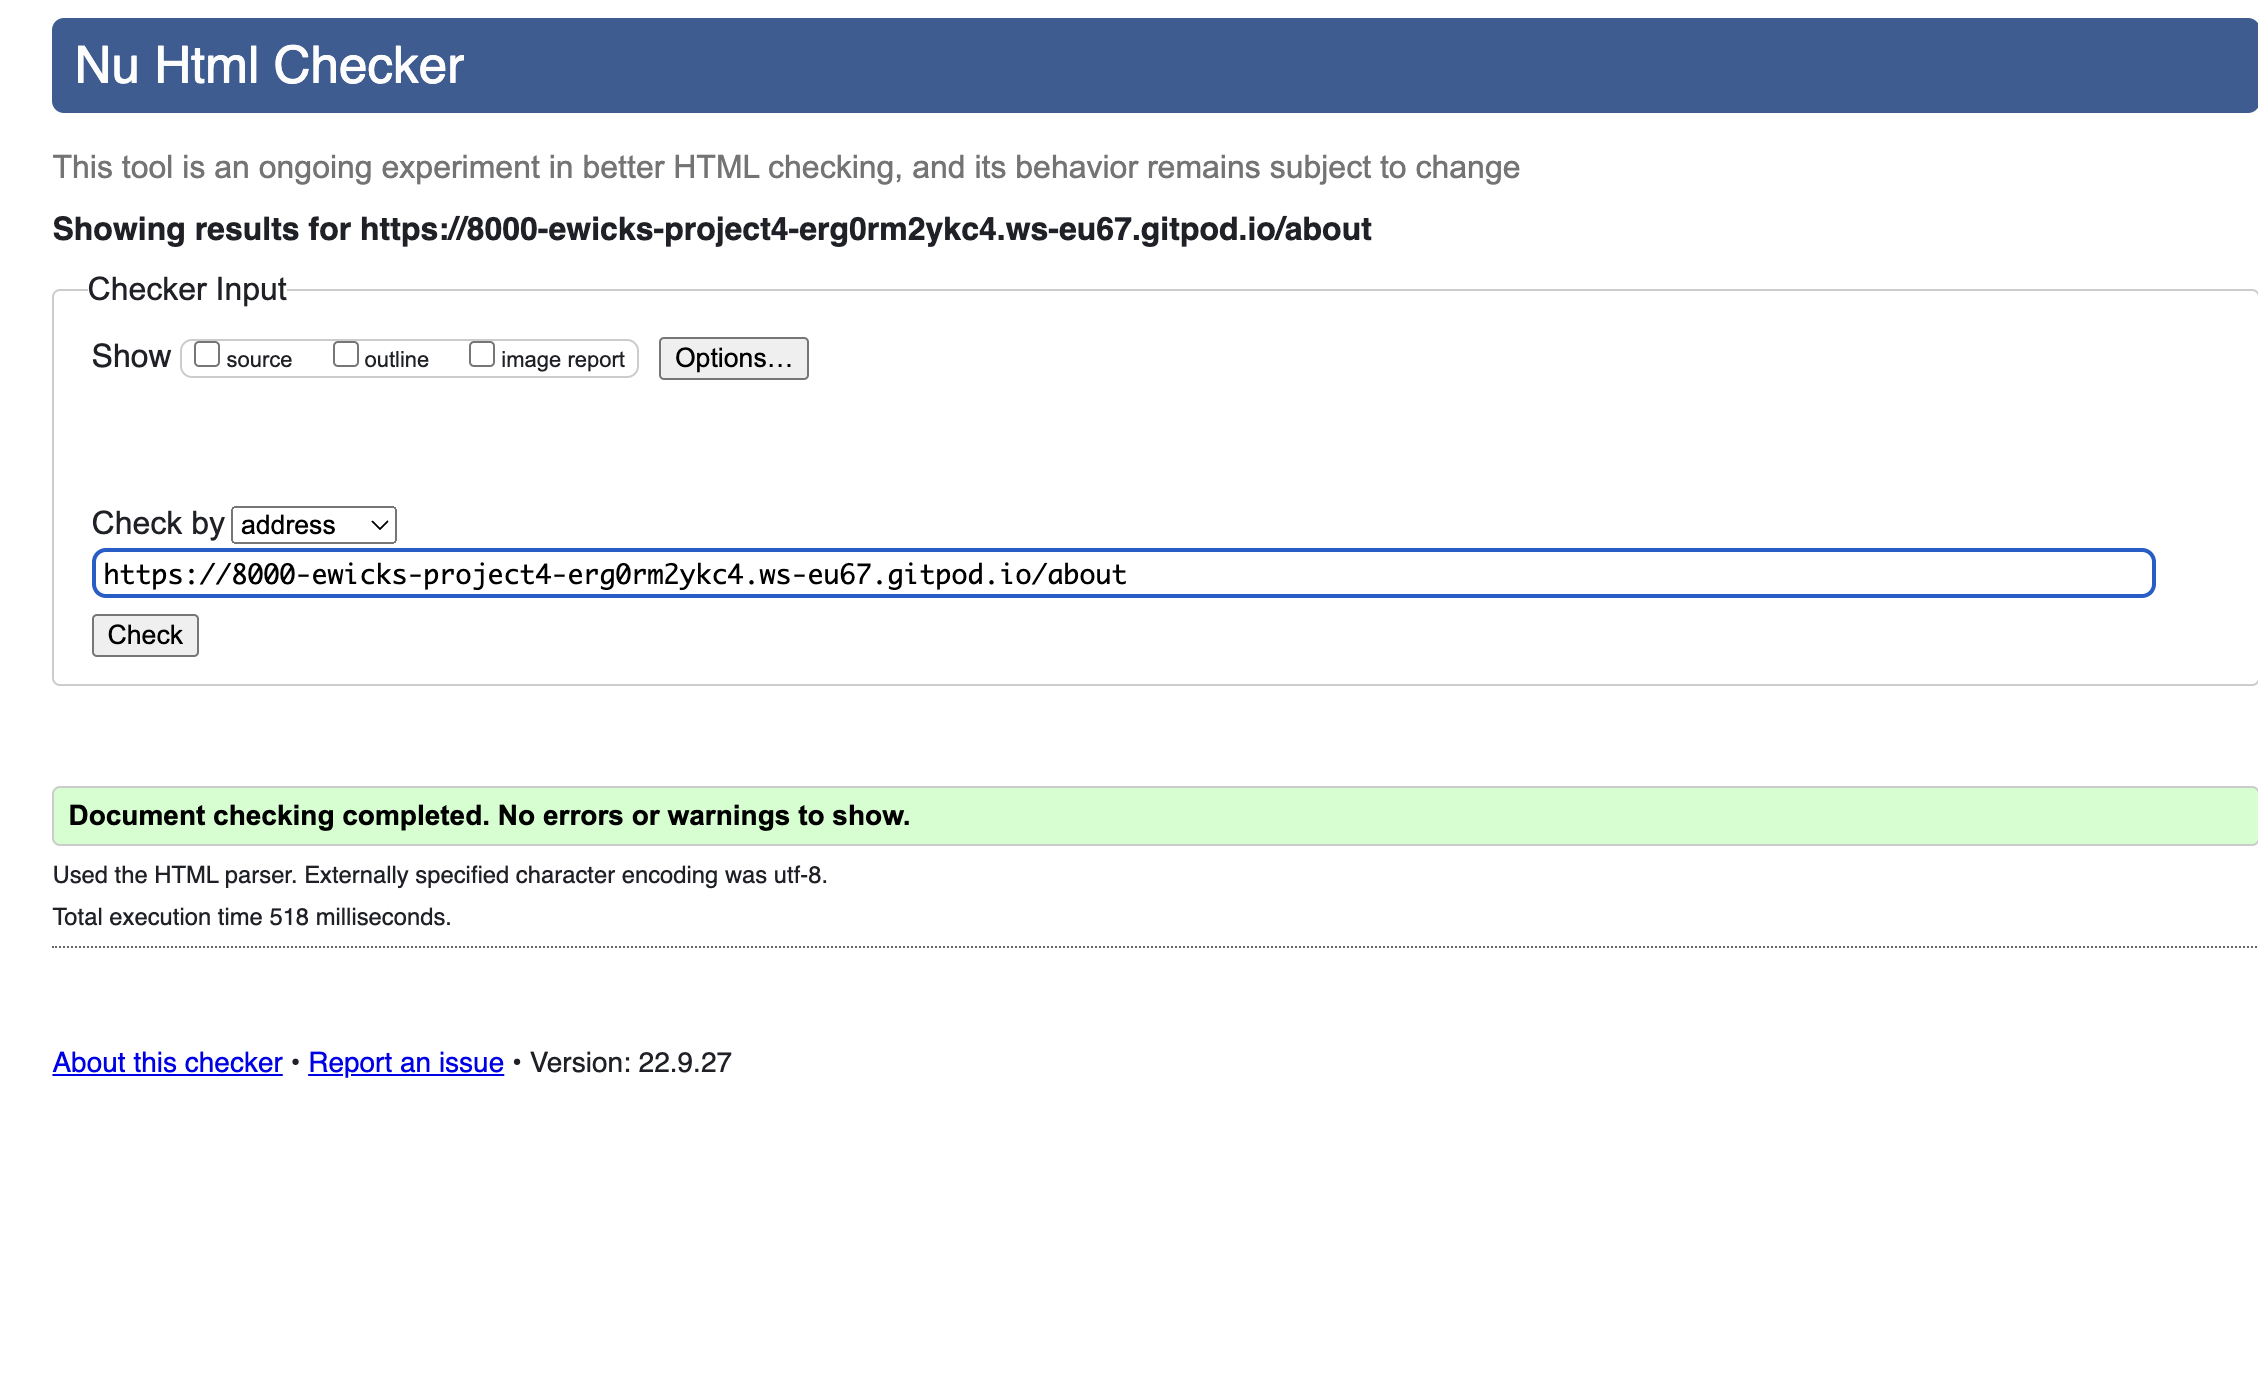 Nu Html Checker
This tool is an ongoing experiment in better HTML checking, and its behavior remains subject to change
Showing results for https://8000-ewicks-project4-erg0rm2ykc4.ws-eu67.gitpod.io/about
Checker Input
Show source outline image report Options...
Check by address
https://8000-ewicks-project4-erg0rm2ykc4.ws-eu67.gitpod.io/about
Check
Document checking completed. No errors or warnings to show.
Used the HTML parser. Externally specified character encoding was utf-8.
Total execution time 518 milliseconds.
About this checker • Report an issue • Version: 22.9.27